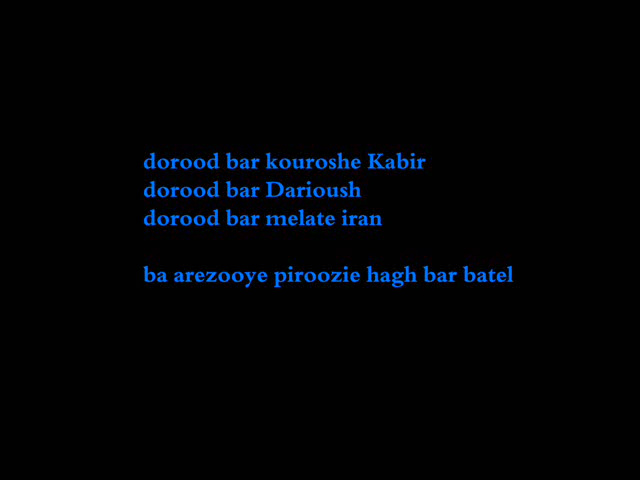 dorood bar kouroshe Kabir
dorood bar Darioush
dorood bar melate iran
ba arezooye piroozie hagh bar batel